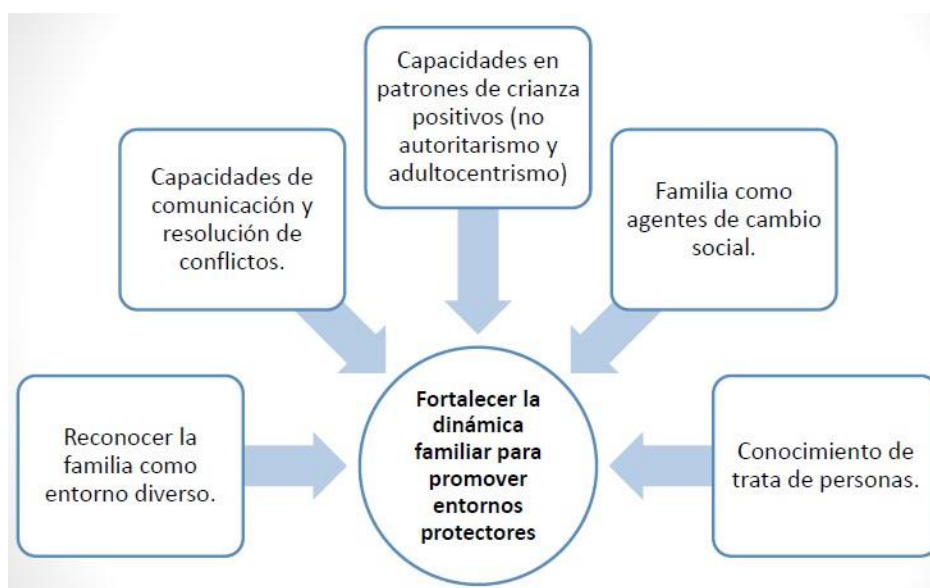 Capacidades en
patrones de crianza
positivos (no
autoritarismo y
adultocentrismo)
Capacidades de
comunicación y
resolución de
conflictos.
Familia como
agentes de cambio
social.
Reconocer la
familia como
entorno diverso.
Fortalecer la
dinámica
familiar para
promover
entornos
protectores
Conocimiento de
trata de personas.